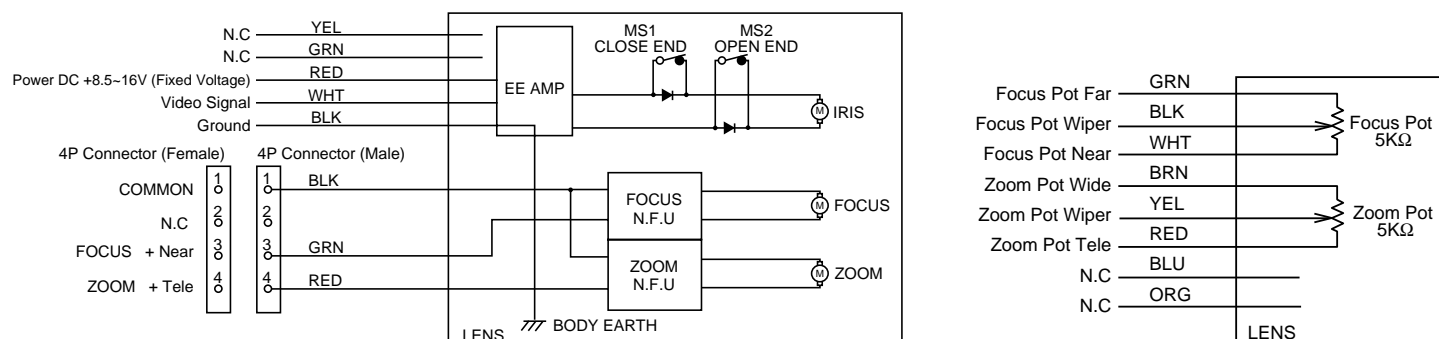 N.C YEL
N.C GRN
Power DC +8.5~16V (Fixed Voltage) RED
Video Signal WHT
Ground BLK
EE AMP
MS1
CLOSE END
MS2
OPEN END
M IRIS
4P Connector (Female) 4P Connector (Male)
COMMON 1 1 BLK
N.C 2 2
FOCUS + Near 3 3 GRN
ZOOM + Tele 4 4 RED
FOCUS
N.F.U
M FOCUS
ZOOM
N.F.U
M ZOOM
BODY EARTH
LENS
Focus Pot Far GRN
Focus Pot Wiper BLK
Focus Pot Near WHT
Focus Pot
5KΩ
Zoom Pot Wide BRN
Zoom Pot Wiper YEL
Zoom Pot Tele RED
Zoom Pot
5KΩ
N.C BLU
N.C ORG
LENS